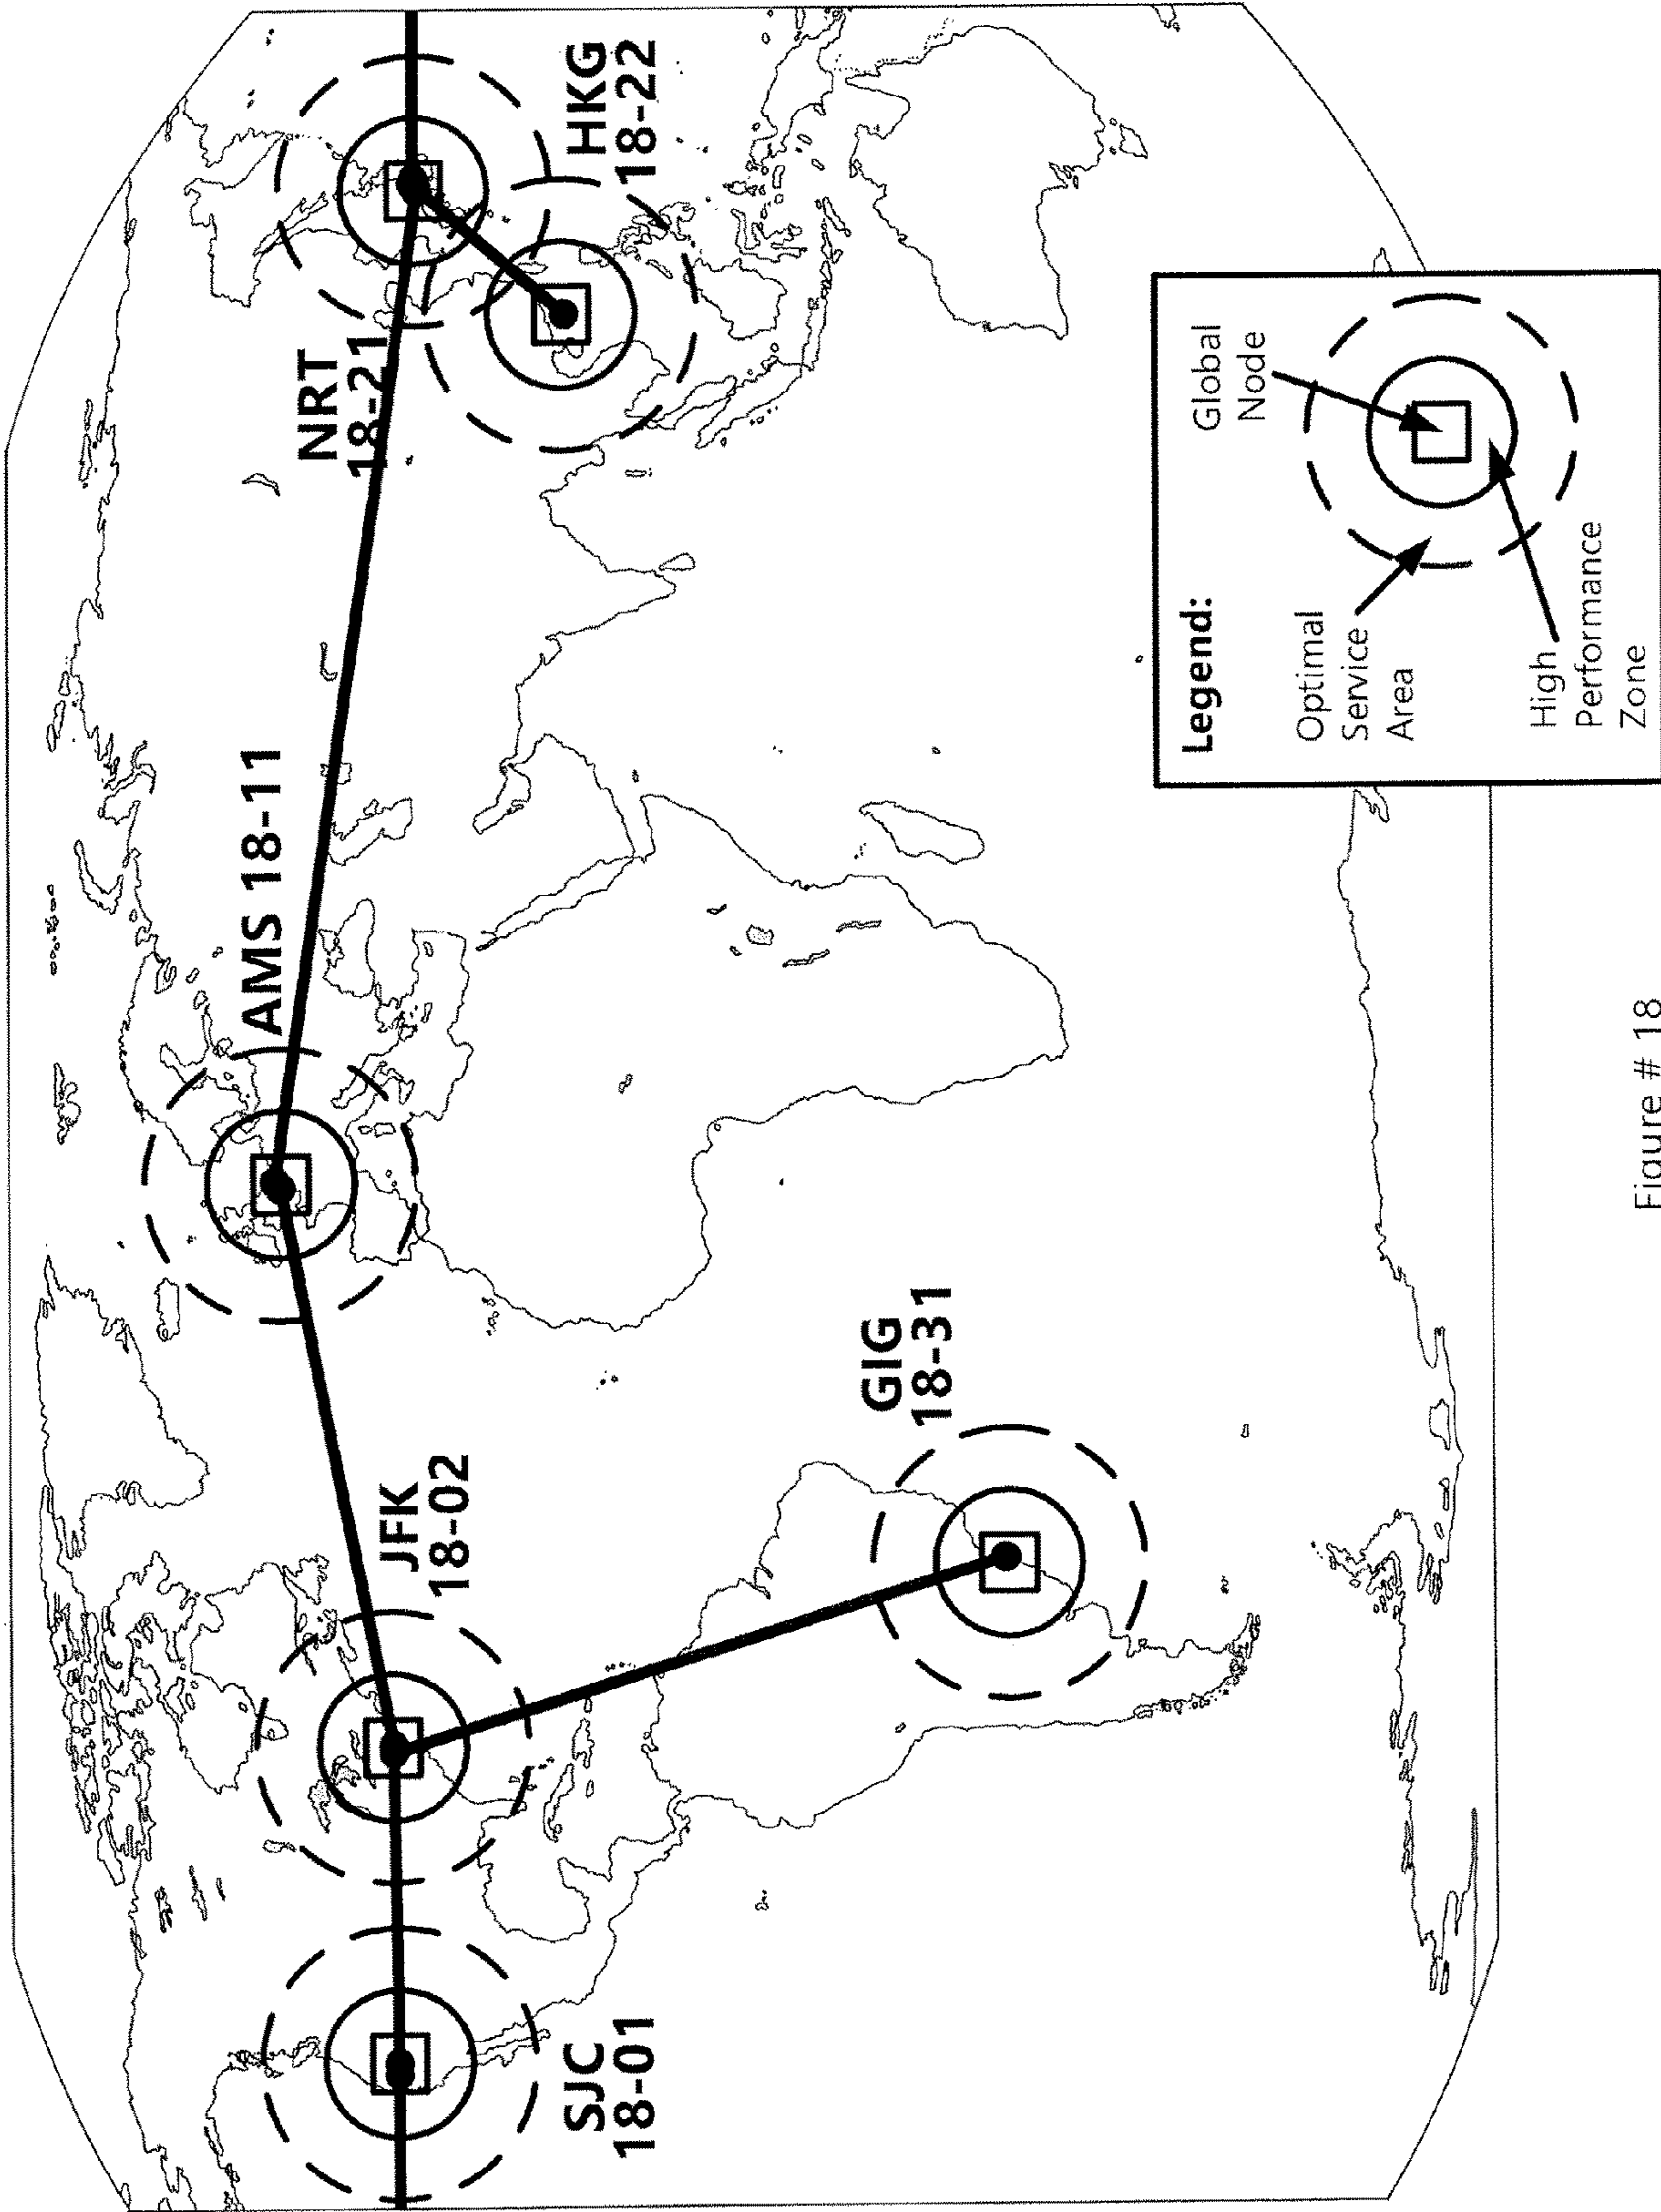 SJC
18-01
JFK
18-02
GIG
18-31
AMS 18-11
NRT
18-21
HKG
18-22
Legend:
Optimal
Service
Area
Global
Node
High
Performance
Zone
Figure # 18